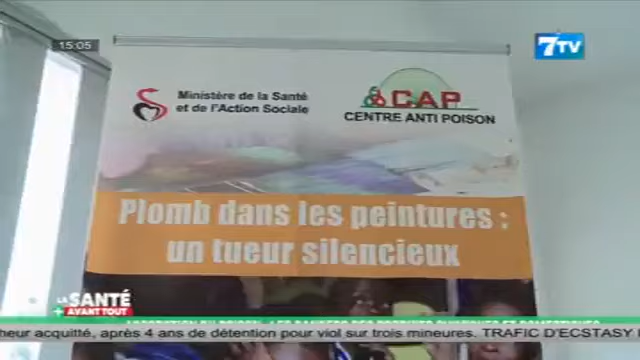 15:05
7TV
Ministère de la Santé
et de l'Action Sociale
CAP
CENTRE ANTI POISON
Plomb dans les peintures :
un tueur silencieux
LA SANTÉ
+ AVANT TOUT
heur acquitté, après 4 ans de détention pour viol sur trois mineures. TRAFIC D'ECSTASY